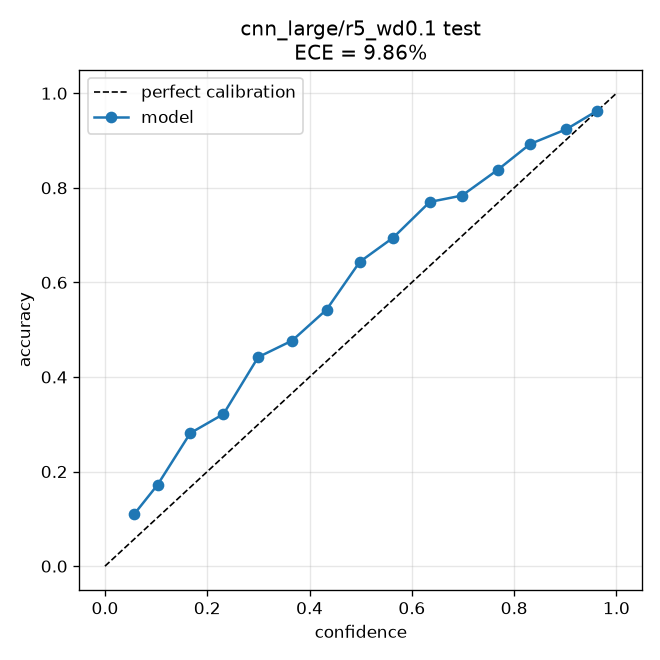 cnn_large/r5_wd0.1 test
ECE = 9.86%
perfect calibration
model
1.0
0.8
0.6
0.4
0.2
0.0
accuracy
0.0 0.2 0.4 0.6 0.8 1.0
confidence